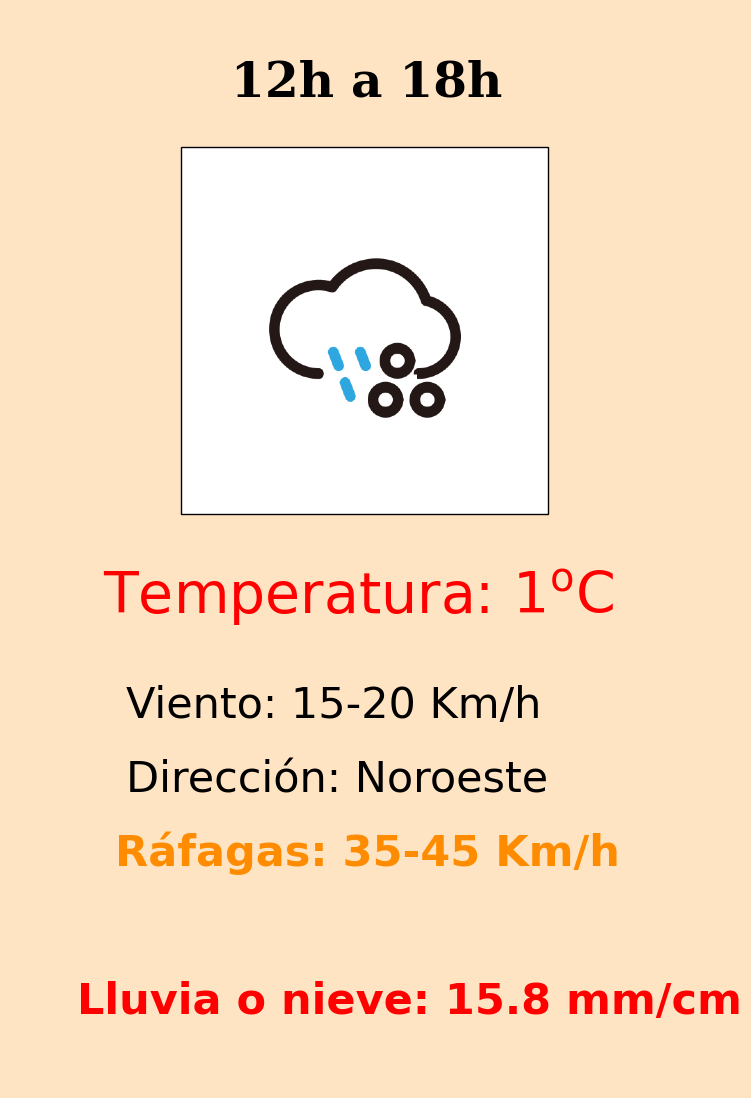 12h a 18h
Temperatura: 1ºC
Viento: 15-20 Km/h
Dirección: Noroeste
Ráfagas: 35-45 Km/h
Lluvia o nieve: 15.8 mm/cm